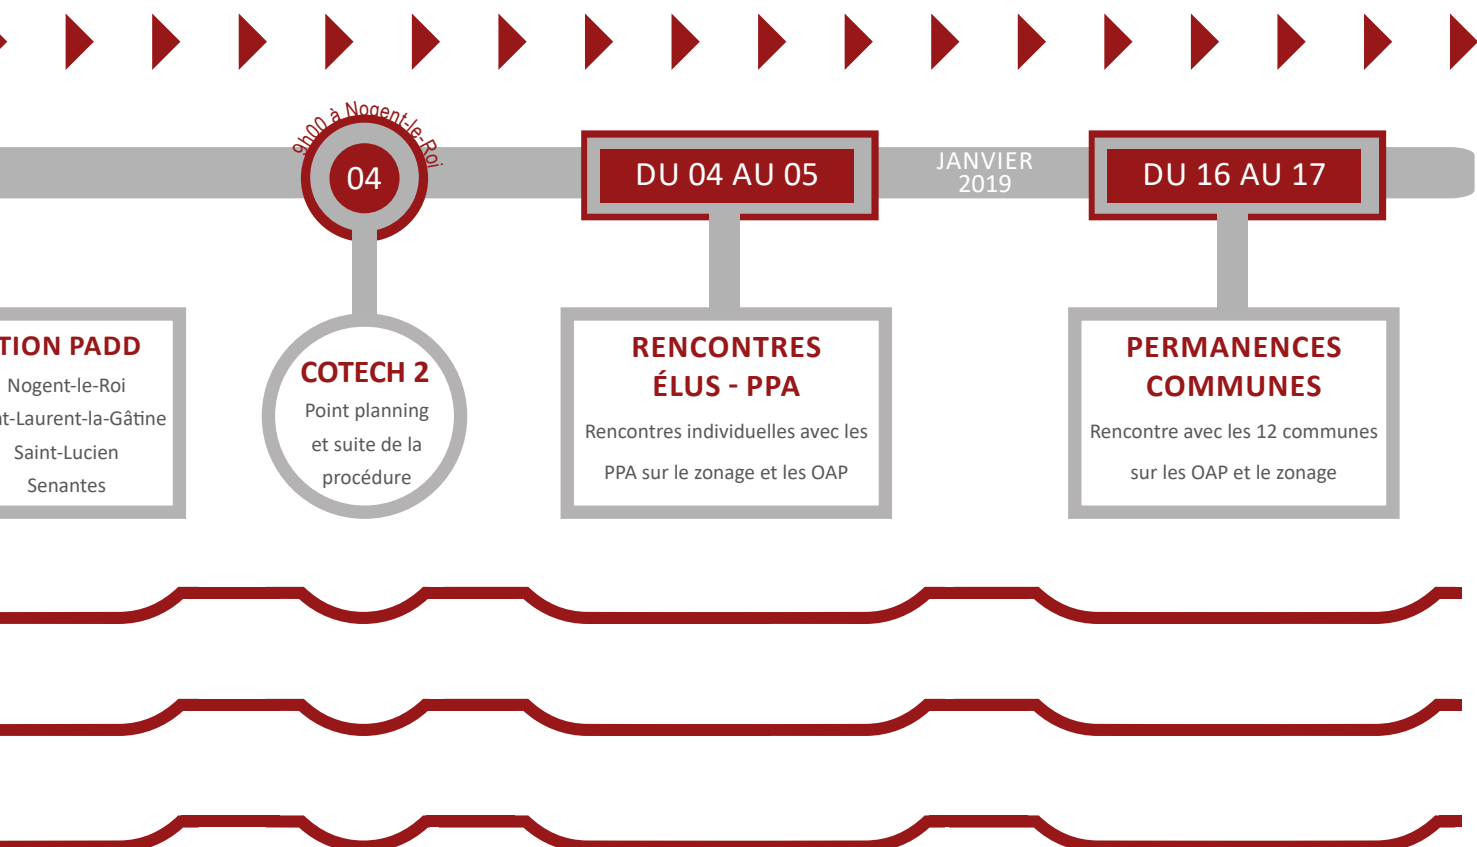 9h00 à Nogent-le-Roi
04
DU 04 AU 05
JANVIER
2019
DU 16 AU 17
TION PADD
Nogent-le-Roi
t-Laurent-la-Gâtine
Saint-Lucien
Senantes
COTECH 2
Point planning
et suite de la
procédure
RENCONTRES
ÉLUS - PPA
Rencontres individuelles avec les
PPA sur le zonage et les OAP
PERMANENCES
COMMUNES
Rencontre avec les 12 communes
sur les OAP et le zonage